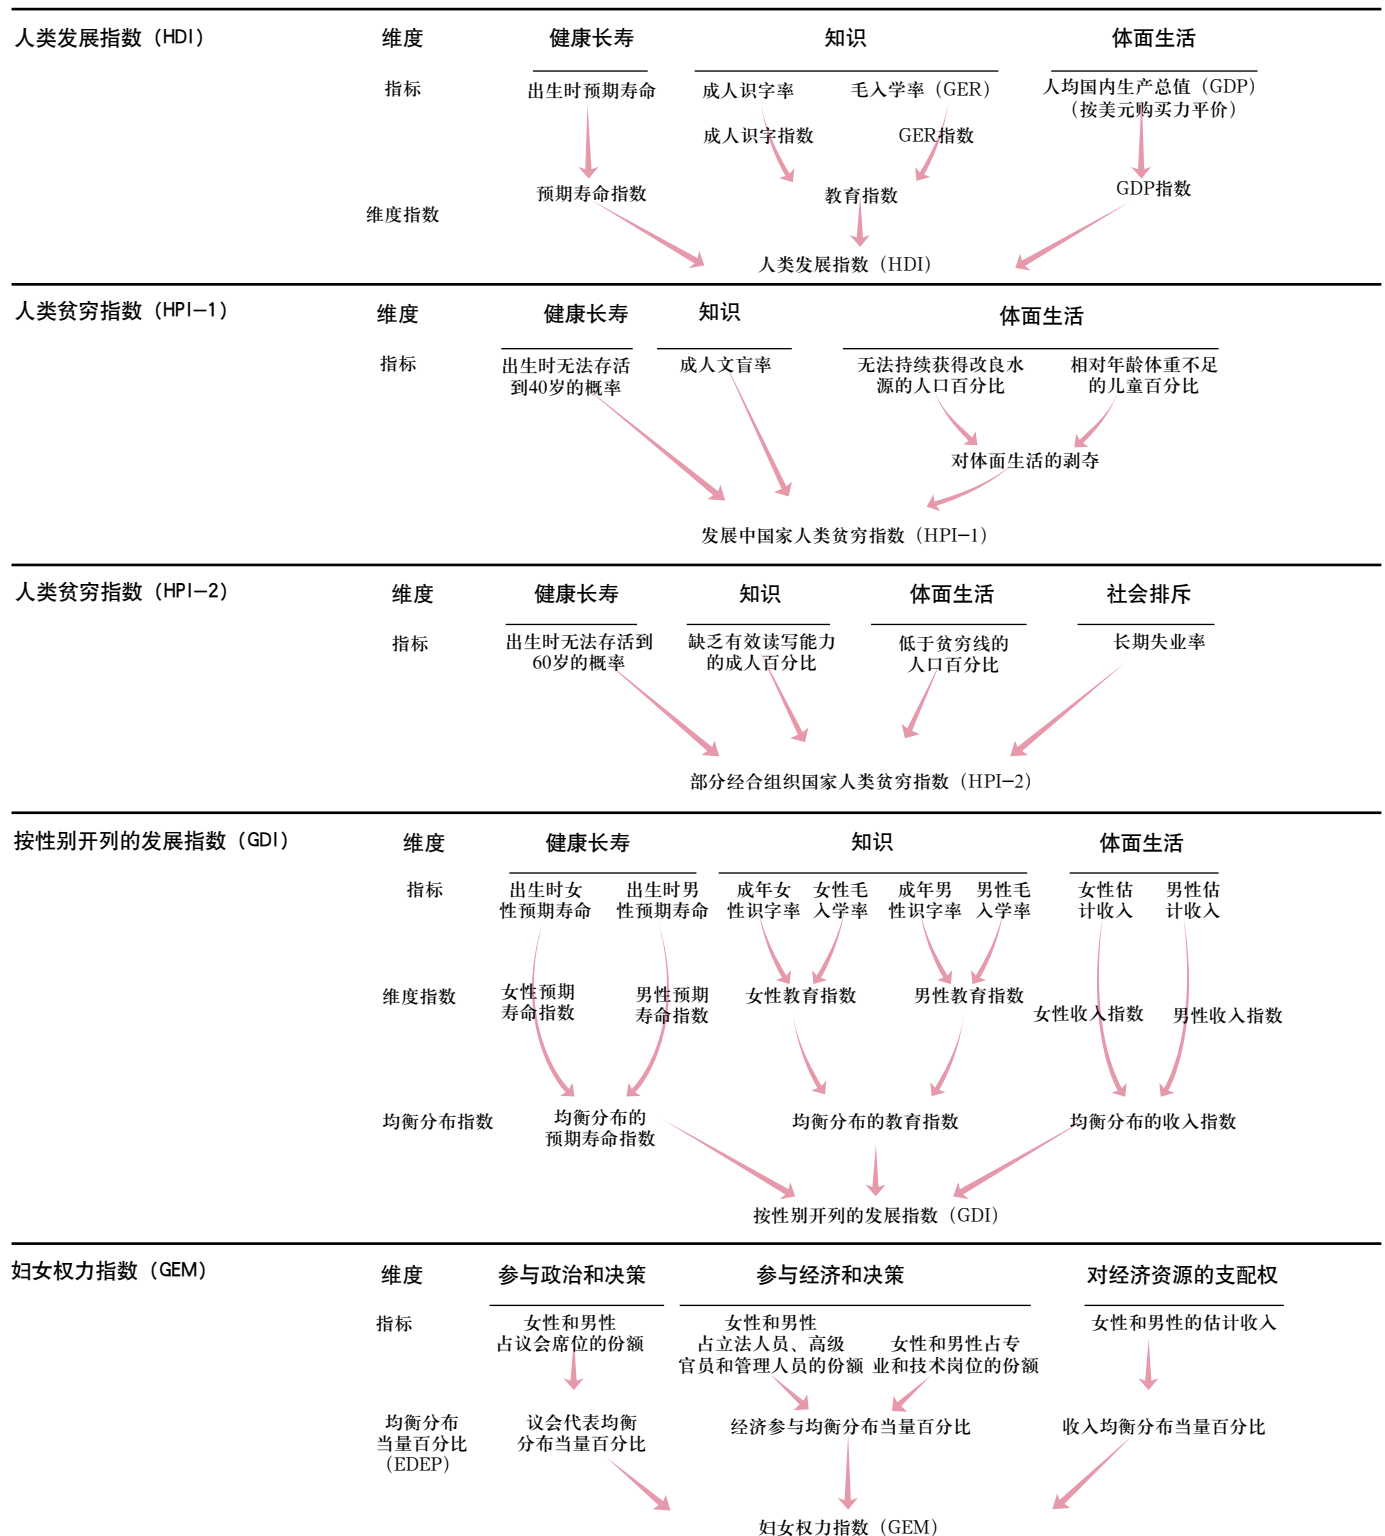 人类发展指数（HDI）
维度
健康长寿
知识
体面生活
指标
出生时预期寿命
成人识字率
毛入学率（GER）
人均国内生产总值（GDP）
（按美元购买力平价）
成人识字指数
GER指数
维度指数
预期寿命指数
教育指数
GDP指数
人类发展指数（HDI）
人类贫穷指数（HPI—1）
维度
健康长寿
知识
体面生活
指标
出生时无法存活
到40岁的概率
成人文盲率
无法持续获得改良水
源的人口百分比
相对年龄体重不足
的儿童百分比
对体面生活的剥夺
发展中国家人类贫穷指数（HPI—1）
人类贫穷指数（HPI—2）
维度
健康长寿
知识
体面生活
社会排斥
指标
出生时无法存活到
60岁的概率
缺乏有效读写能力
的成人百分比
低于贫穷线的
人口百分比
长期失业率
部分经合组织国家人类贫穷指数（HPI—2）
按性别开列的发展指数（GDI）
维度
健康长寿
知识
体面生活
指标
出生时女
性预期寿命
出生时男
性预期寿命
成年女
性识字率
女性毛
入学率
成年男
性识字率
男性毛
入学率
女性估
计收入
男性估
计收入
维度指数
女性预期
寿命指数
男性预期
寿命指数
女性教育指数
男性教育指数
女性收入指数
男性收入指数
均衡分布指数
均衡分布的
预期寿命指数
均衡分布的教育指数
均衡分布的收入指数
按性别开列的发展指数（GDI）
妇女权力指数（GEM）
维度
参与政治和决策
参与经济和决策
对经济资源的支配权
指标
女性和男性
占议会席位的份额
女性和男性
占立法人员、高级
官员和管理人员的份额
女性和男性占专
业和技术岗位的份额
女性和男性的估计收入
均衡分布
当量百分比
（EDEP）
议会代表均衡
分布当量百分比
经济参与均衡分布当量百分比
收入均衡分布当量百分比
妇女权力指数（GEM）